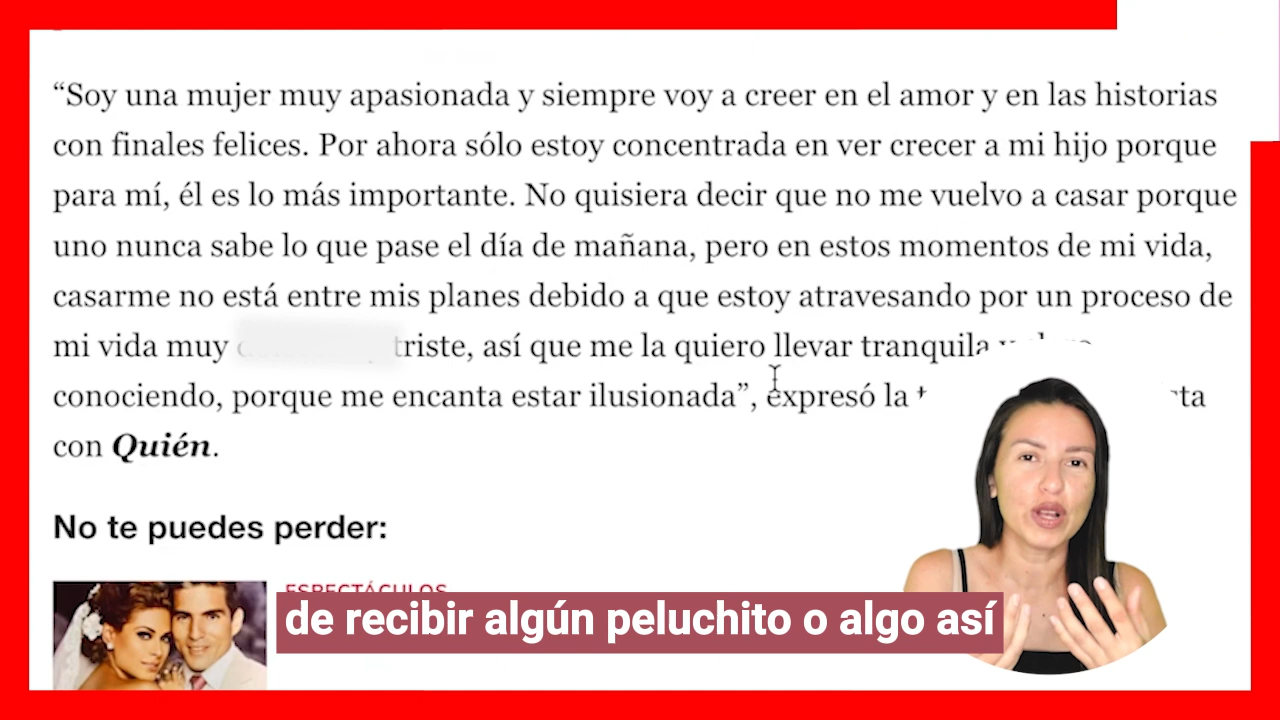 “Soy una mujer muy apasionada y siempre voy a creer en el amor y en las historias
con finales felices. Por ahora sólo estoy concentrada en ver crecer a mi hijo porque
para mí, él es lo más importante. No quisiera decir que no me vuelvo a casar porque
uno nunca sabe lo que pase el día de mañana, pero en estos momentos de mi vida,
casarme no está entre mis planes debido a que estoy atravesando por un proceso de
mi vida muy triste, así que me la quiero llevar tranquila y
conociendo, porque me encanta estar ilusionada”, expresó la
con Quién.
No te puedes perder:
ESPECTÁCULOS
de recibir algún peluchito o algo así